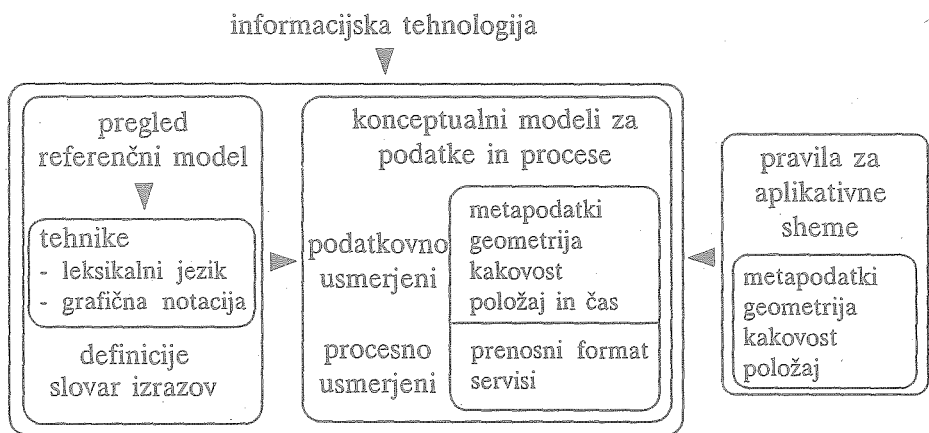 informacijska tehnologija
pregled
referenčni model
tehnike
- leksikalni jezik
- grafična notacija
definicije
slovar izrazov
konceptualni modeli za
podatke in procese
podatkovno
usmerjeni
metapodatki
geometrija
kakovost
položaj in čas
procesno
usmerjeni
prenosni format
servisi
pravila za
aplikativne
sheme
metapodatki
geometrija
kakovost
položaj